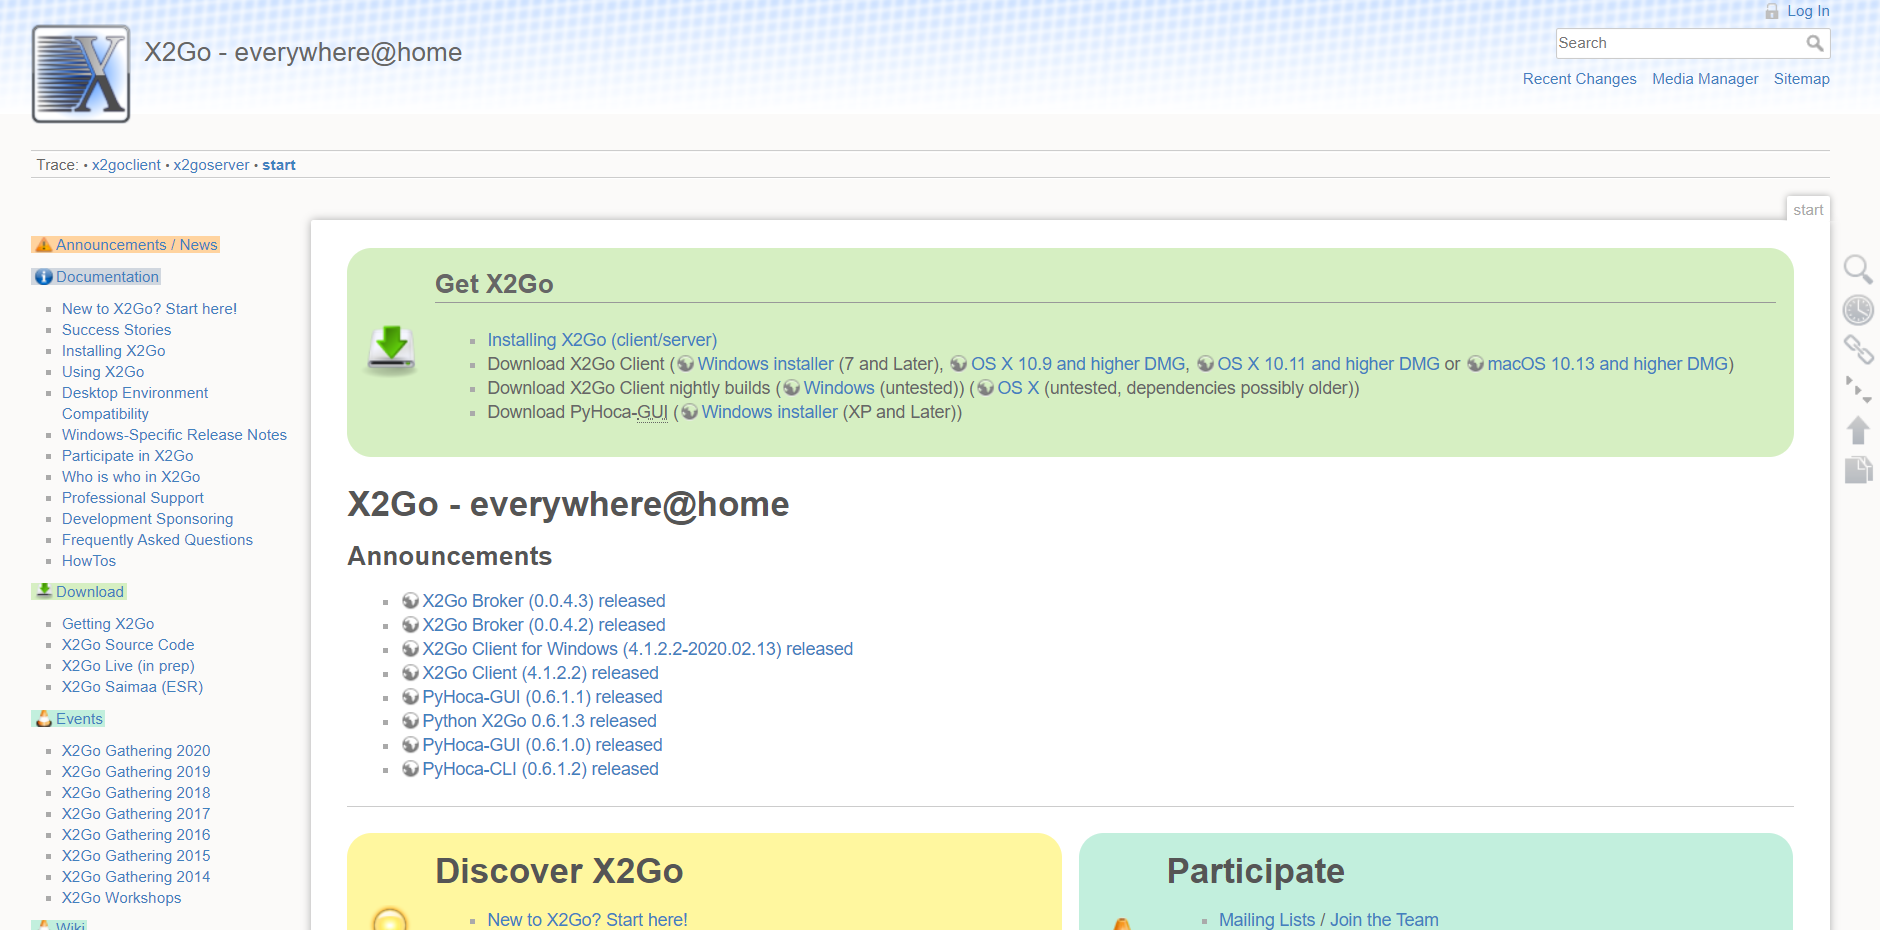 Log In
X2Go - everywhere@home
Search
Recent Changes Media Manager Sitemap
Trace: • x2goclient • x2goserver • start
start
Announcements / News
Documentation
New to X2Go? Start here!
Success Stories
Installing X2Go
Using X2Go
Desktop Environment
Compatibility
Windows-Specific Release Notes
Participate in X2Go
Who is who in X2Go
Professional Support
Development Sponsoring
Frequently Asked Questions
HowTos
Download
Getting X2Go
X2Go Source Code
X2Go Live (in prep)
X2Go Saimaa (ESR)
Events
X2Go Gathering 2020
X2Go Gathering 2019
X2Go Gathering 2018
X2Go Gathering 2017
X2Go Gathering 2016
X2Go Gathering 2015
X2Go Gathering 2014
X2Go Workshops
Wiki
Get X2Go
Installing X2Go (client/server)
Download X2Go Client (Windows installer (7 and Later), OS X 10.9 and higher DMG, OS X 10.11 and higher DMG or macOS 10.13 and higher DMG)
Download X2Go Client nightly builds (Windows (untested)) (OS X (untested, dependencies possibly older))
Download PyHoca-GUI (Windows installer (XP and Later))
X2Go - everywhere@home
Announcements
X2Go Broker (0.0.4.3) released
X2Go Broker (0.0.4.2) released
X2Go Client for Windows (4.1.2.2-2020.02.13) released
X2Go Client (4.1.2.2) released
PyHoca-GUI (0.6.1.1) released
Python X2Go 0.6.1.3 released
PyHoca-GUI (0.6.1.0) released
PyHoca-CLI (0.6.1.2) released
Discover X2Go
New to X2Go? Start here!
Participate
Mailing Lists / Join the Team